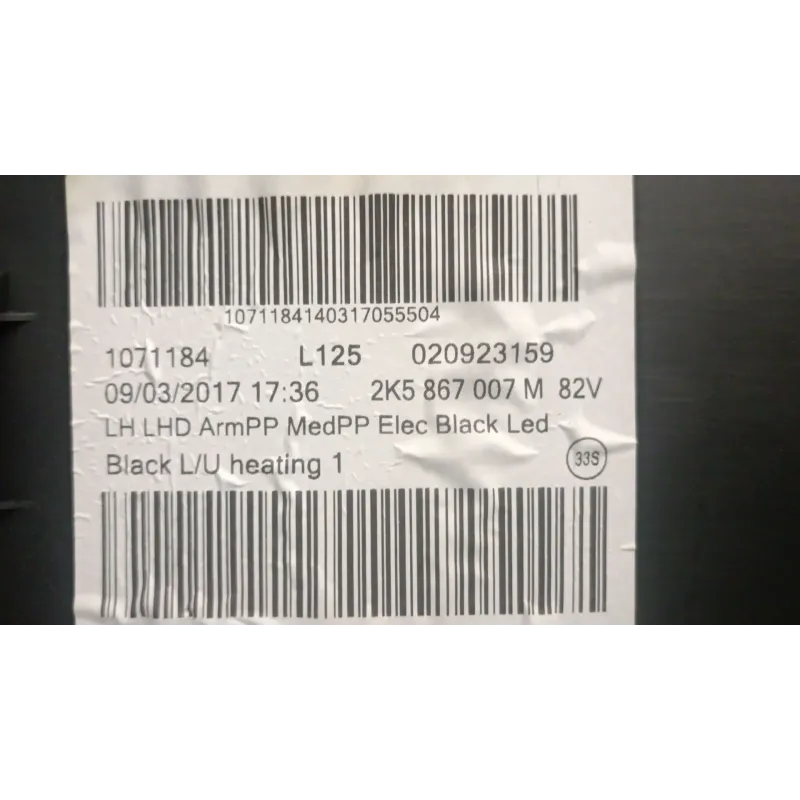 1071184140317055504
1071184 L125 020923159
09/03/2017 17:36 2K5 867 007 M 82V
LH LHD ArmPP MedPP Elec Black Led
Black L/U heating 1
33S